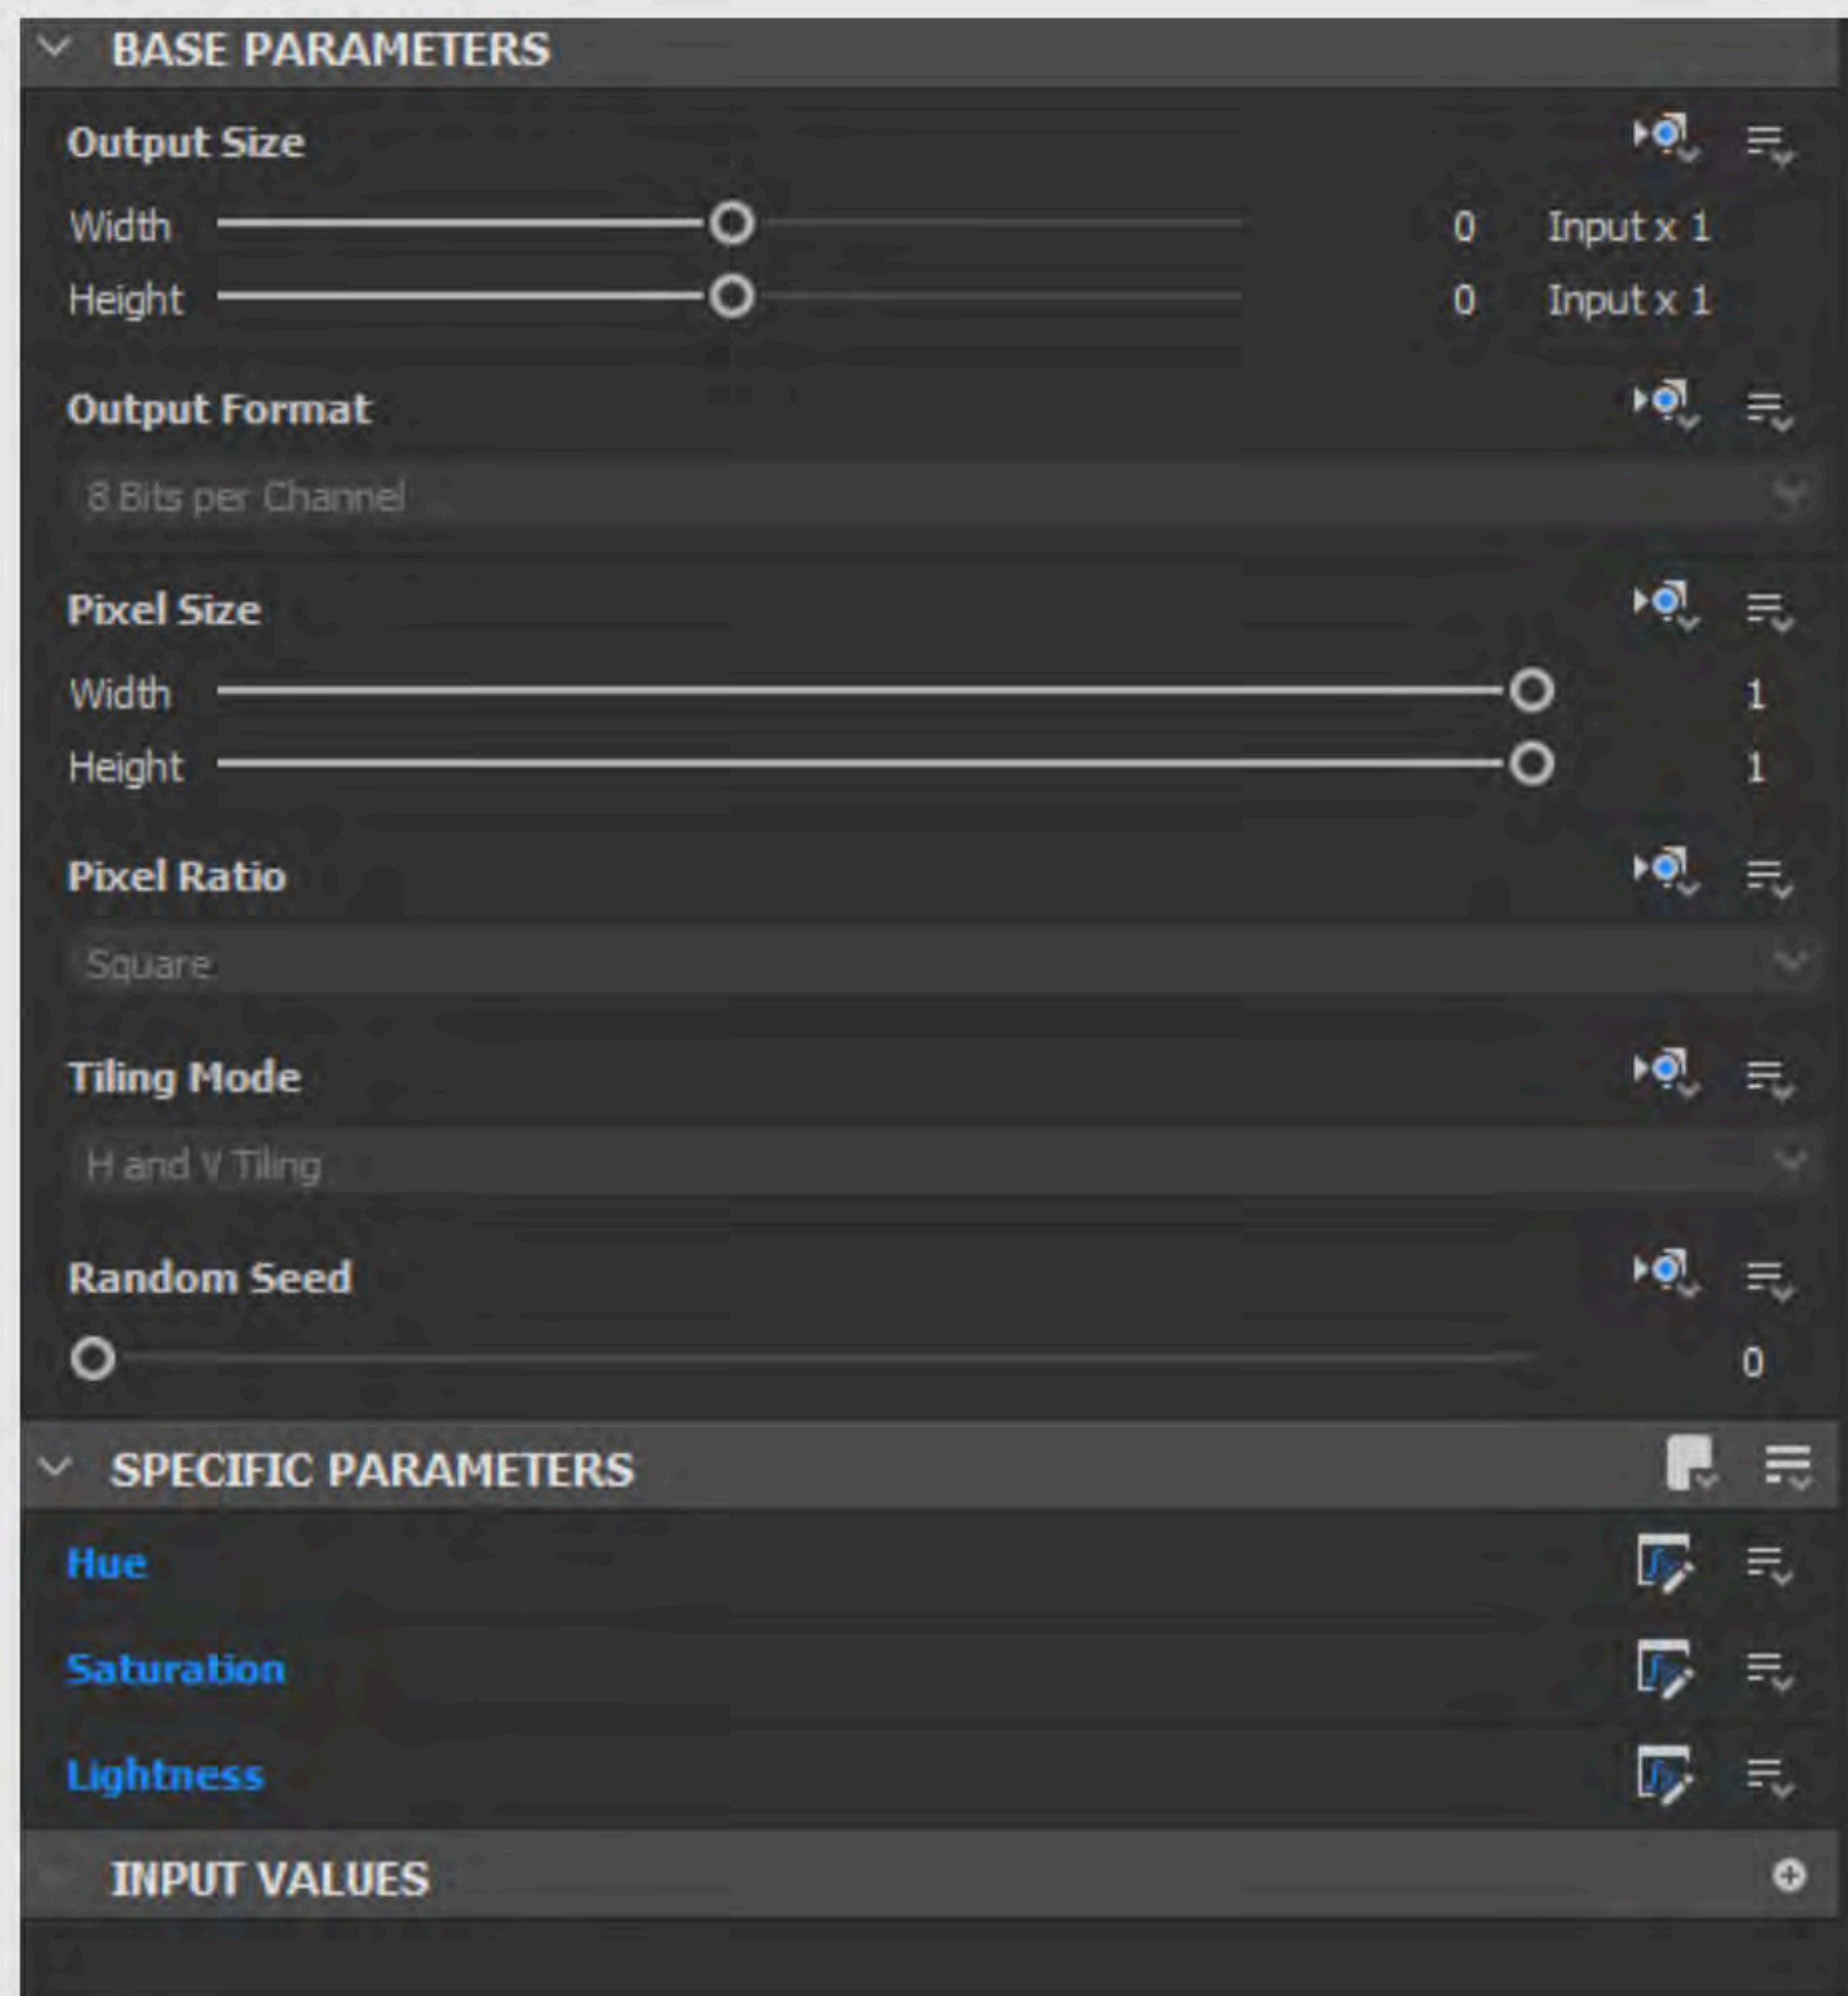 BASE PARAMETERS
Output Size
Width 0 Input x 1
Height 0 Input x 1
Output Format
8 Bits per Channel
Pixel Size
Width 1
Height 1
Pixel Ratio
Square
Tiling Mode
H and V Tiling
Random Seed
0
SPECIFIC PARAMETERS
Hue
Saturation
Lightness
INPUT VALUES